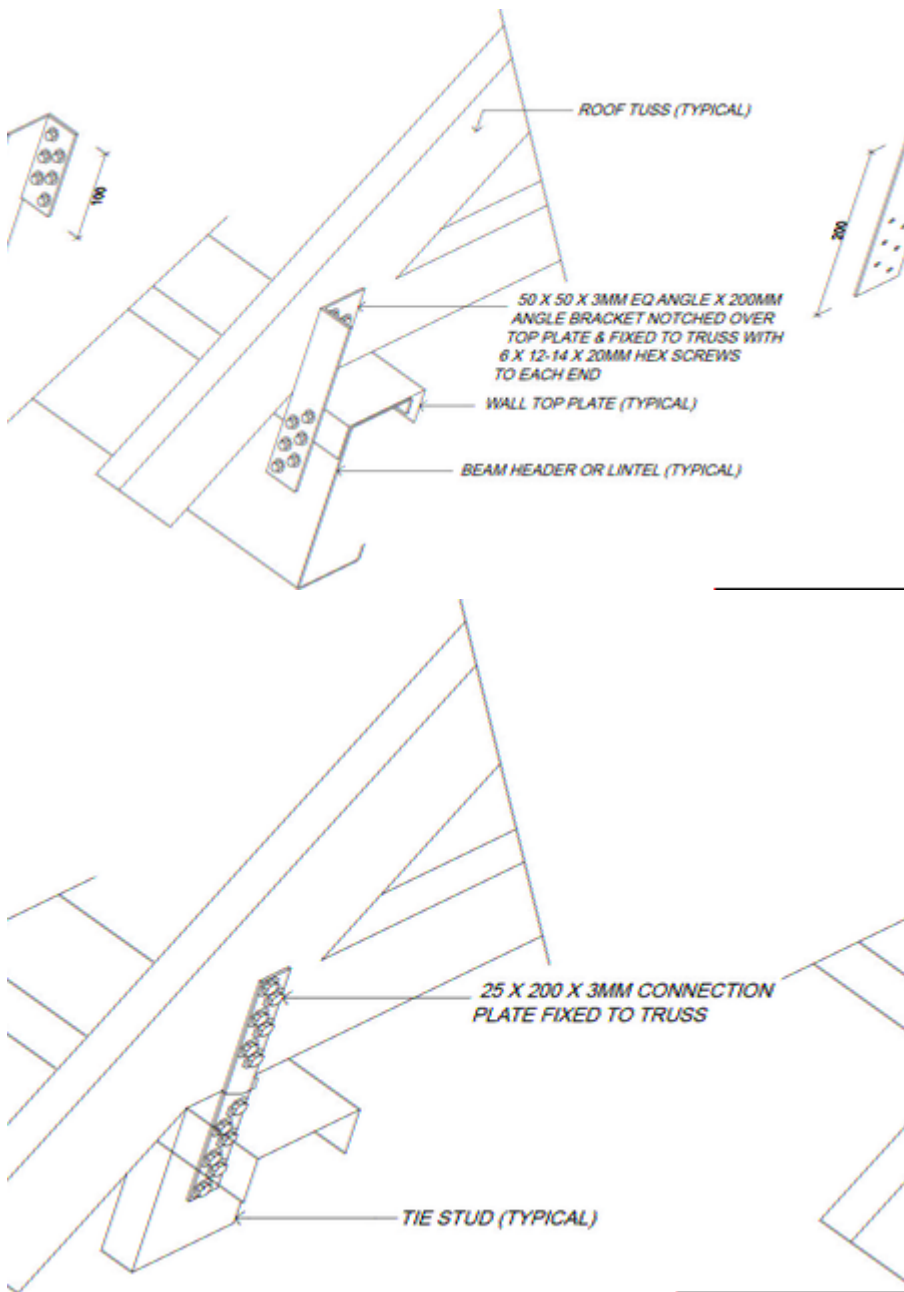 ROOF TUSS (TYPICAL)
100
200
50 X 50 X 3MM EQ ANGLE X 200MM
ANGLE BRACKET NOTCHED OVER
TOP PLATE & FIXED TO TRUSS WITH
6 X 12-14 X 20MM HEX SCREWS
TO EACH END
WALL TOP PLATE (TYPICAL)
BEAM HEADER OR LINTEL (TYPICAL)
25 X 200 X 3MM CONNECTION
PLATE FIXED TO TRUSS
TIE STUD (TYPICAL)